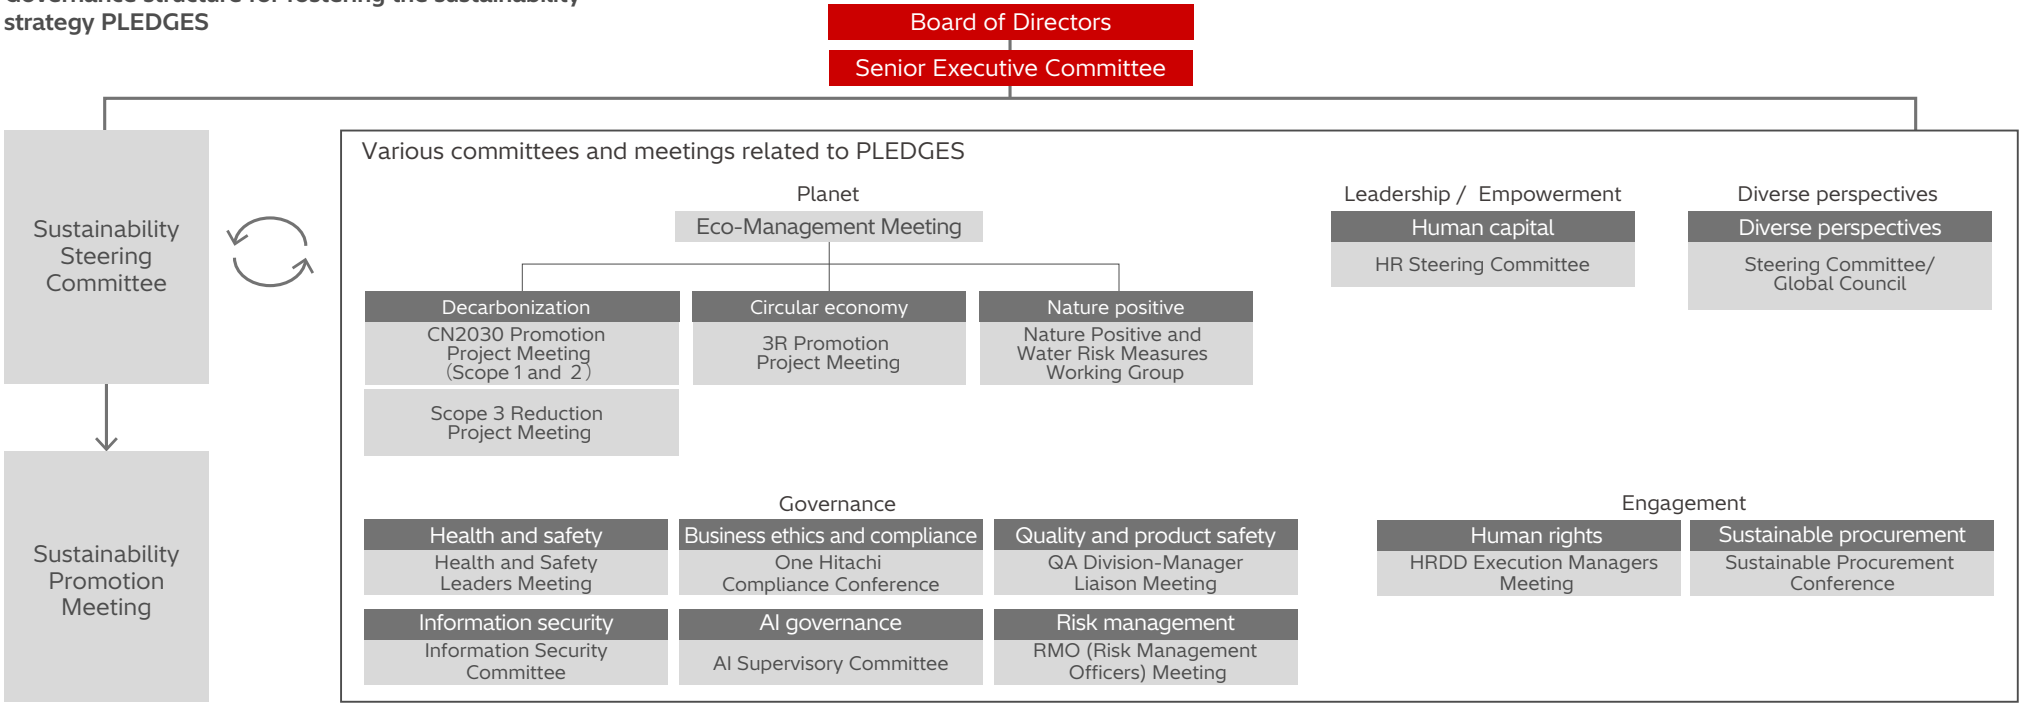 strategy PLEDGES
Board of Directors
Senior Executive Committee
Sustainability
Steering
Committee
Sustainability
Promotion
Meeting
Various committees and meetings related to PLEDGES
Planet
Eco-Management Meeting
Decarbonization
CN2030 Promotion
Project Meeting
(Scope 1 and 2)
Scope 3 Reduction
Project Meeting
Circular economy
3R Promotion
Project Meeting
Nature positive
Nature Positive and
Water Risk Measures
Working Group
Leadership / Empowerment
Human capital
HR Steering Committee
Diverse perspectives
Diverse perspectives
Steering Committee/
Global Council
Governance
Health and safety
Health and Safety
Leaders Meeting
Business ethics and compliance
One Hitachi
Compliance Conference
Quality and product safety
QA Division-Manager
Liaison Meeting
Information security
Information Security
Committee
AI governance
AI Supervisory Committee
Risk management
RMO (Risk Management
Officers) Meeting
Engagement
Human rights
HRDD Execution Managers
Meeting
Sustainable procurement
Sustainable Procurement
Conference